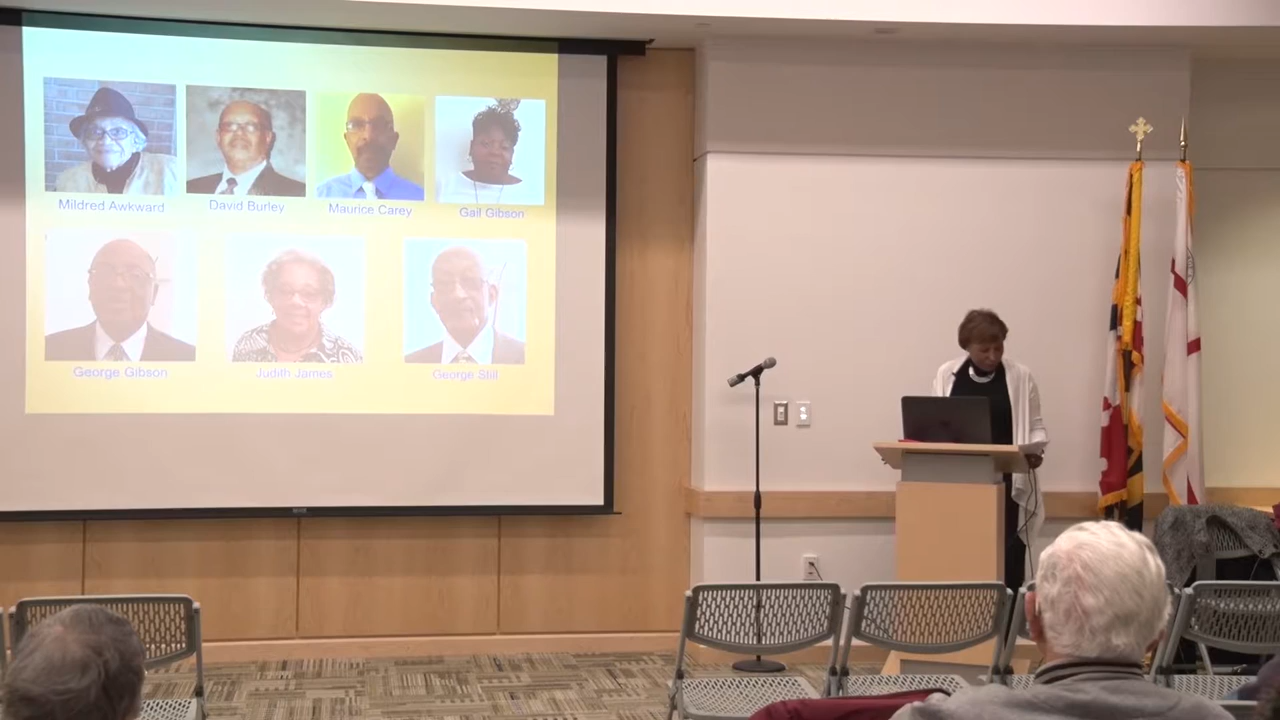 Mildred Awkward
David Burley
Maurice Carey
Gail Gibson
George Gibson
Judith James
George Still